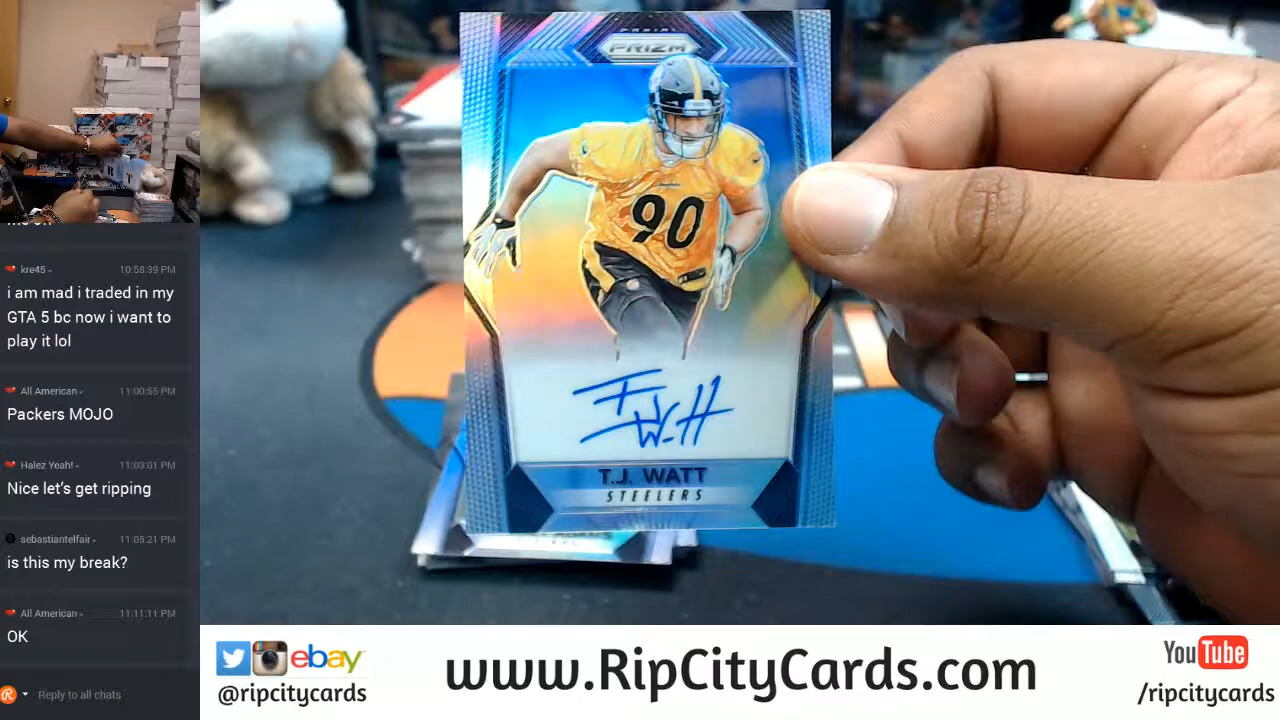 kre45
10:58:39 PM
i am mad i traded in my
GTA 5 bc now i want to
play it lol
All American
11:00:55 PM
Packers MOJO
Halez Yeah!
11:03:01 PM
Nice let's get ripping
sebastiantelfair
11:05:21 PM
is this my break?
All American
11:11:11 PM
OK
Reply to all chats
PANINI
PRIZM
90
TJ Watt
T.J. WATT
STEELERS
ebay
@ripcitycards
www.RipCityCards.com
YouTube
/ripcitycards